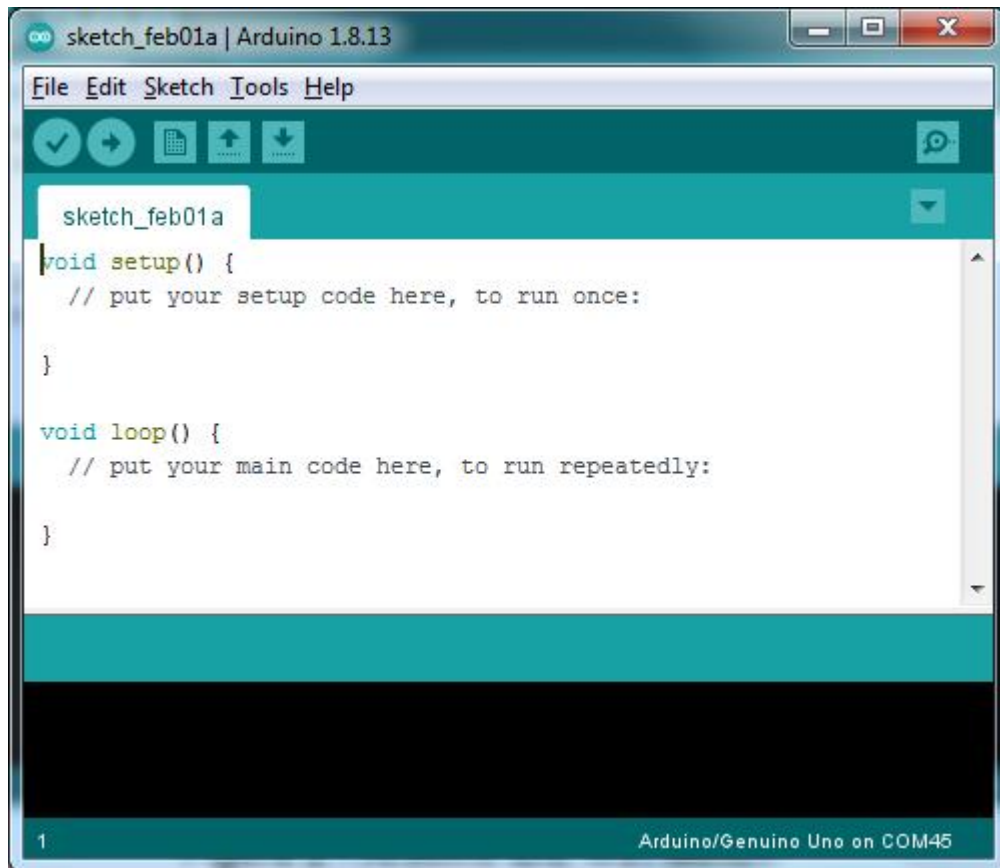 sketch_feb01a | Arduino 1.8.13
File Edit Sketch Tools Help
sketch_feb01a
void setup() {
  // put your setup code here, to run once:
}
void loop() {
  // put your main code here, to run repeatedly:
}
1 Arduino/Genuino Uno on COM45